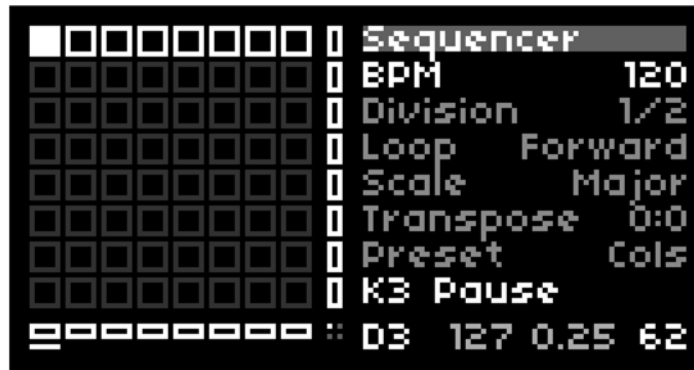 Sequencer
BPM 120
Division 1/2
Loop Forward
Scale Major
Transpose 0:0
Preset Cols
K3 Pause
D3 127 0.25 62